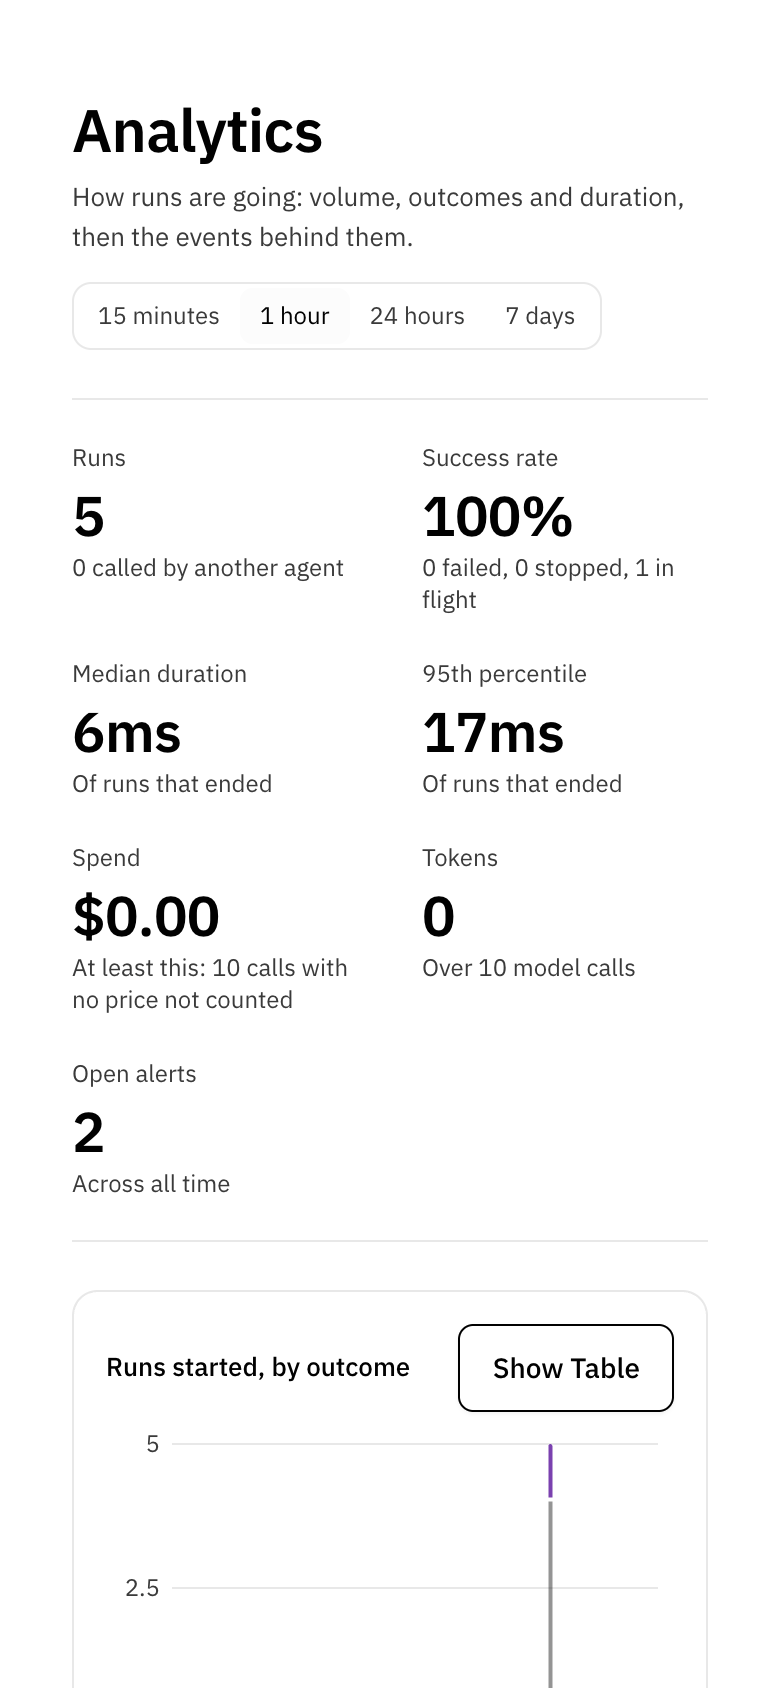 Analytics
How runs are going: volume, outcomes and duration,
then the events behind them.
15 minutes 1 hour 24 hours 7 days
Runs
5
0 called by another agent
Success rate
100%
0 failed, 0 stopped, 1 in
flight
Median duration
6ms
Of runs that ended
95th percentile
17ms
Of runs that ended
Spend
$0.00
At least this: 10 calls with
no price not counted
Tokens
0
Over 10 model calls
Open alerts
2
Across all time
Runs started, by outcome
Show Table
5
2.5